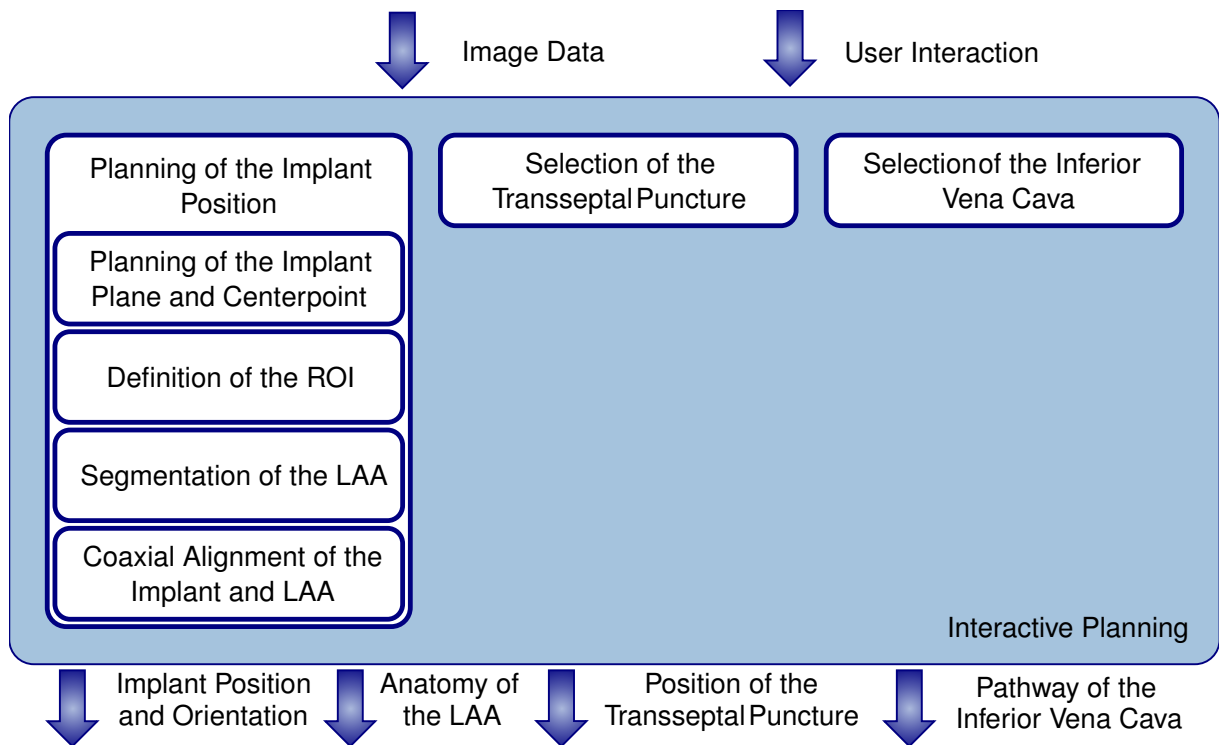 Image Data
User Interaction
Planning of the Implant
Position
Planning of the Implant
Plane and Centerpoint
Definition of the ROI
Segmentation of the LAA
Coaxial Alignment of the
Implant and LAA
Selection of the
Transseptal Puncture
Selection of the Inferior
Vena Cava
Interactive Planning
Implant Position
and Orientation
Anatomy of
the LAA
Position of the
Transseptal Puncture
Pathway of the
Inferior Vena Cava